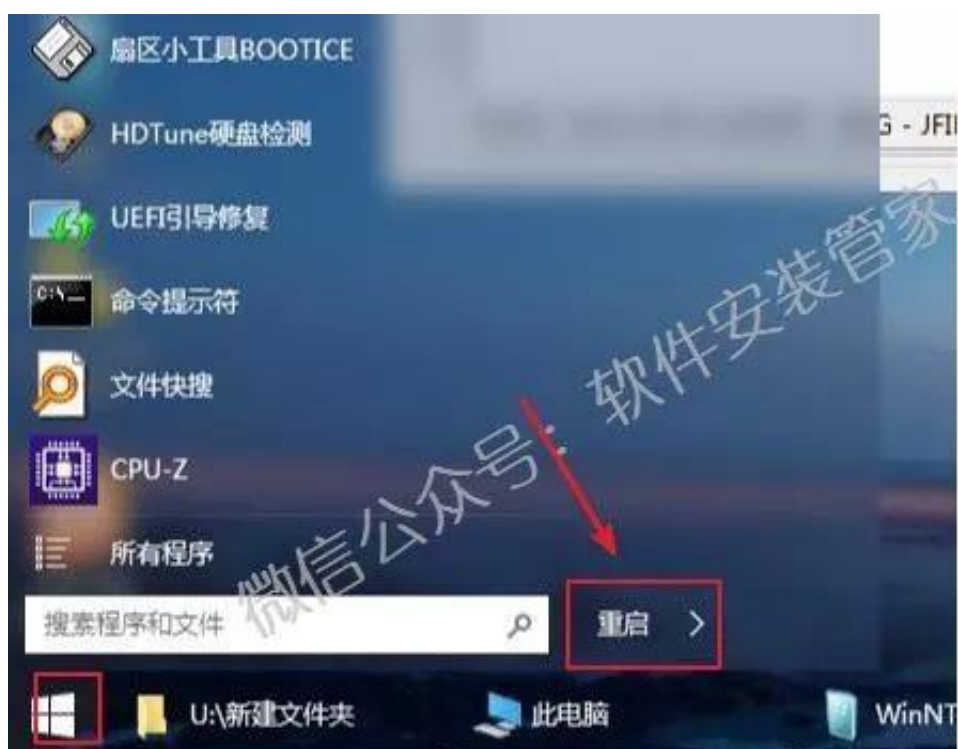 扇区小工具BOOTICE
HDTune硬盘检测
G - JFI
UEFI引导修复
C:\_
命令提示符
文件快搜
CPU-Z
所有程序
微信公众号：软件安装管家
搜索程序和文件
重启
U:\新建文件夹
此电脑
WinNT